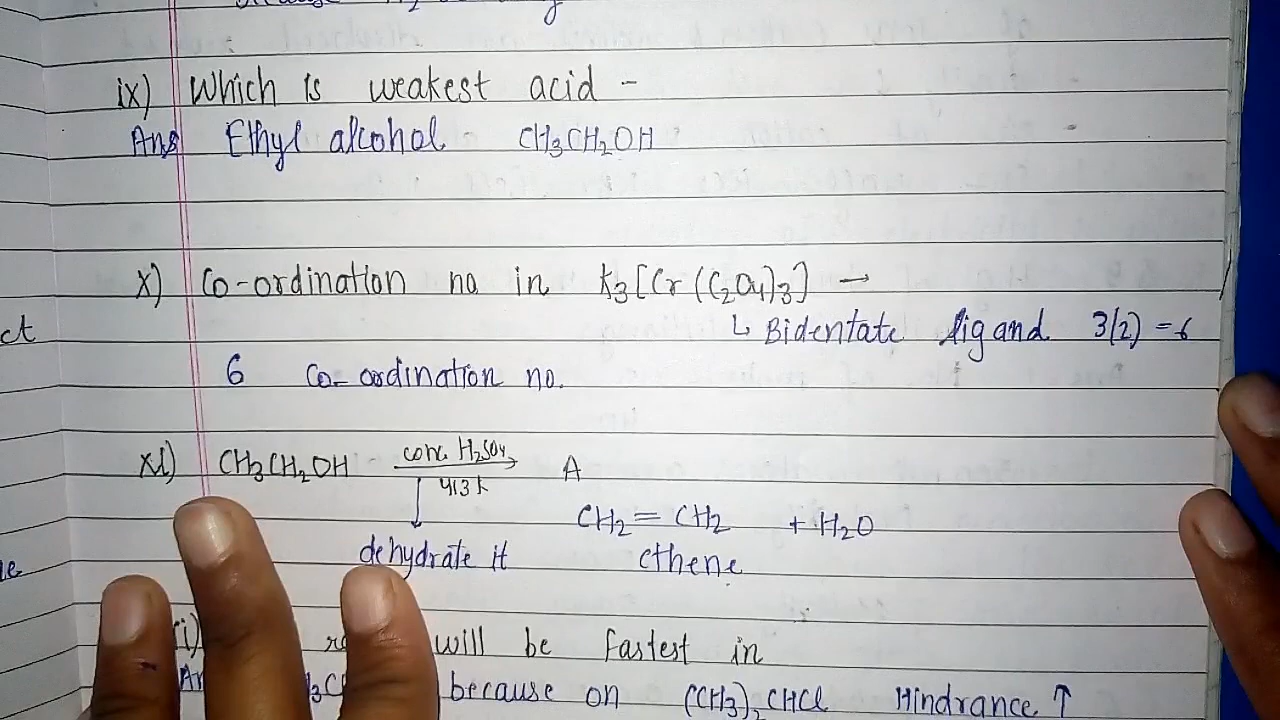 ix) Which is weakest acid -
Ans Ethyl alcohol CH3CH2OH
x) Co-ordination no in K3[Cr(C2O4)3] →
ct
↳ Bidentate ligand 3(2) = 6
6 Co-ordination no.
xi) CH3CH2OH conc. H2SO4 A
413 K
CH2 = CH2 + H2O
dehydrate it ethene
will be fastest in
because on (CH3)2CHCl Hindrance ↑